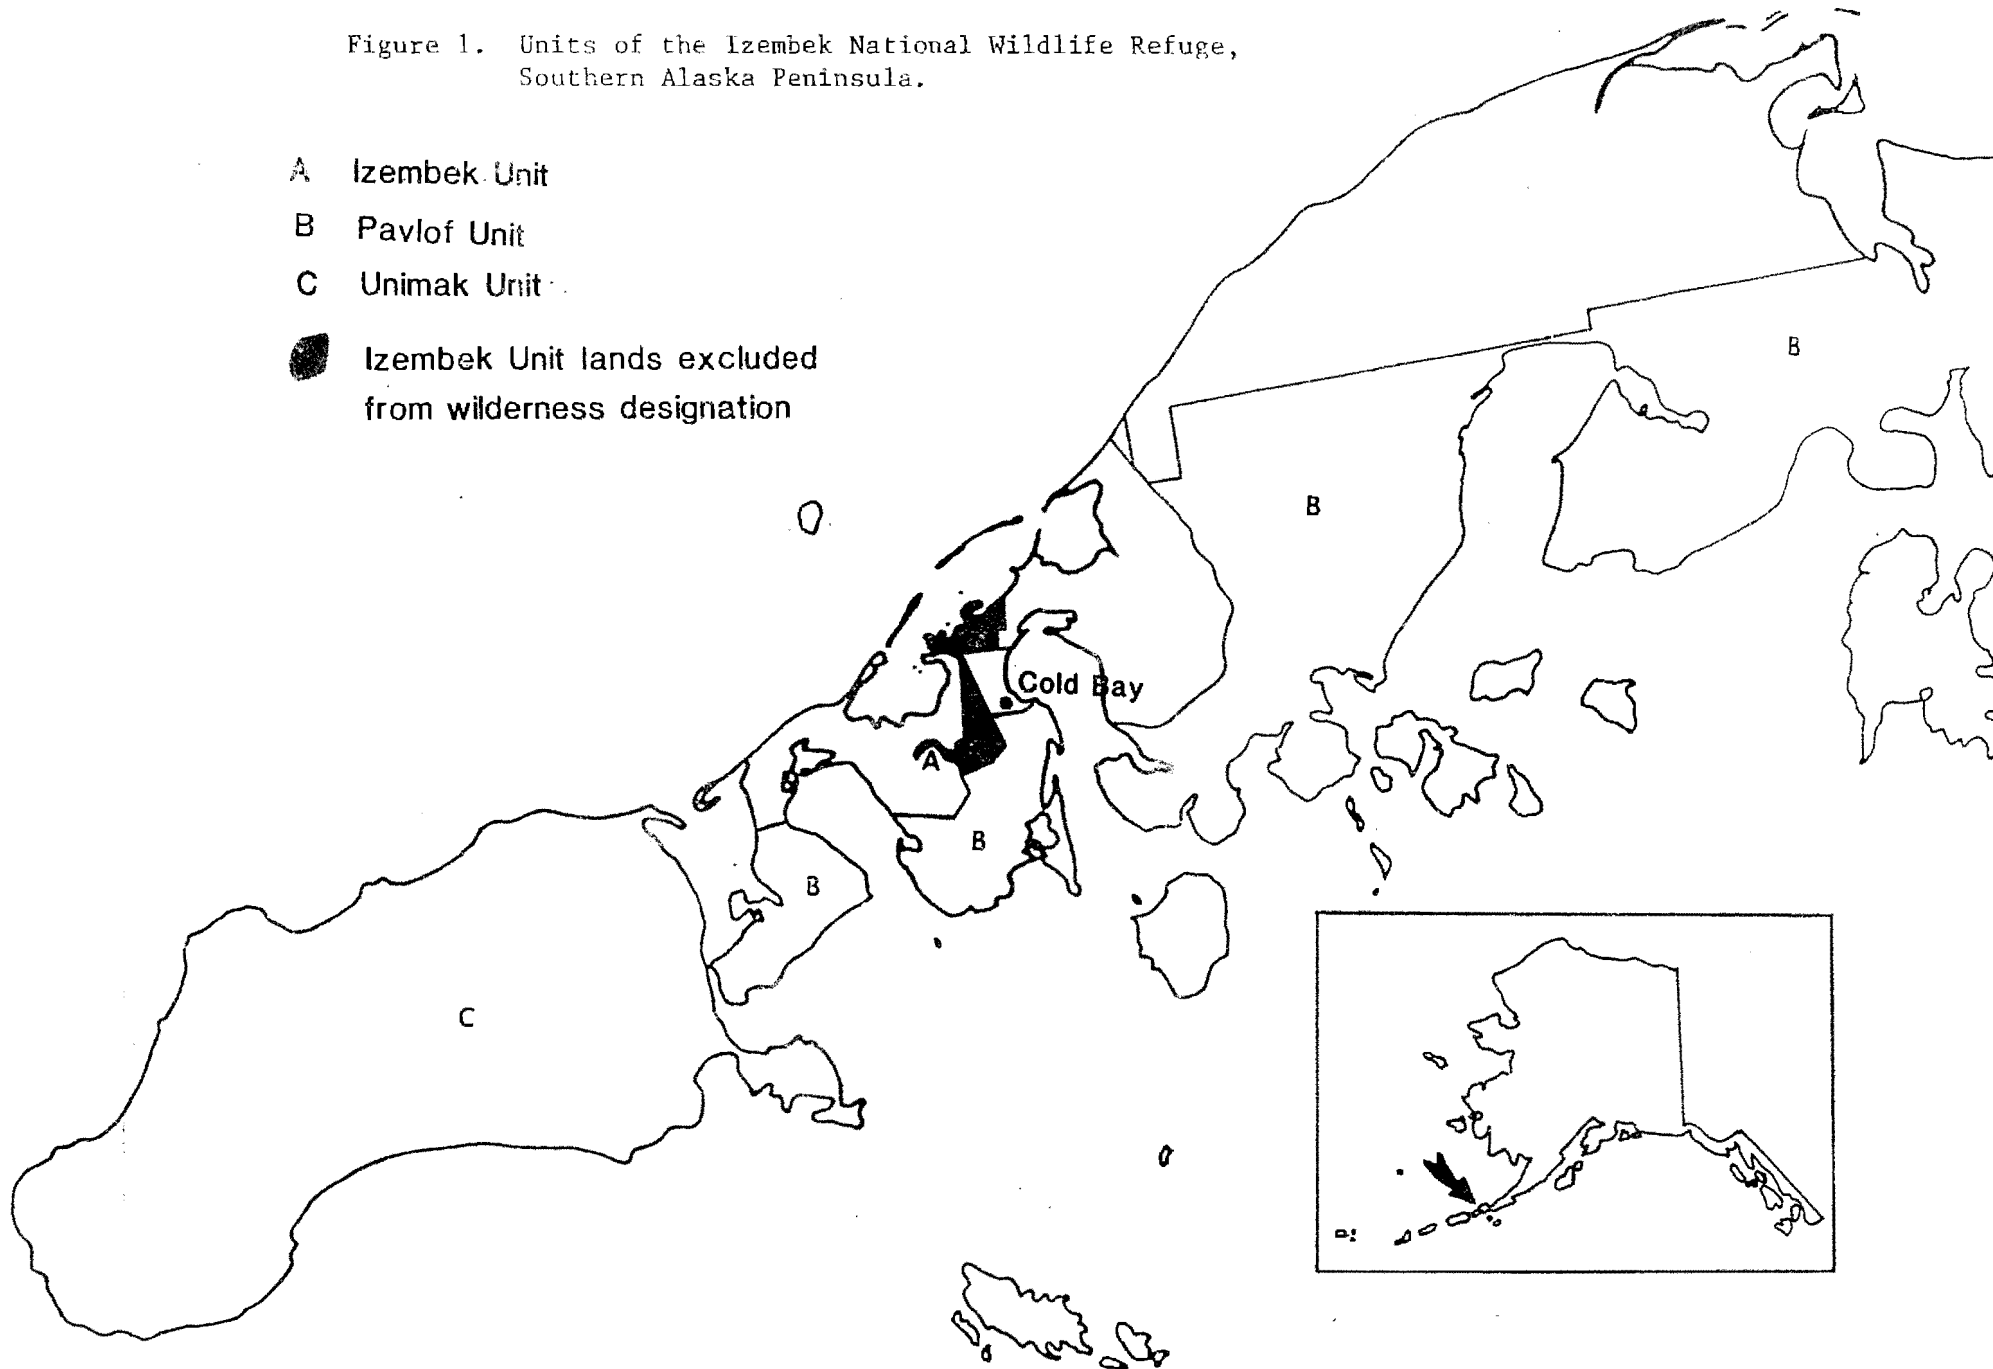 Figure 1. Units of the Izembek National Wildlife Refuge,
Southern Alaska Peninsula.
A Izembek Unit
B Pavlof Unit
C Unimak Unit
Izembek Unit lands excluded
from wilderness designation
B
B
Cold Bay
A
B
B
B
C